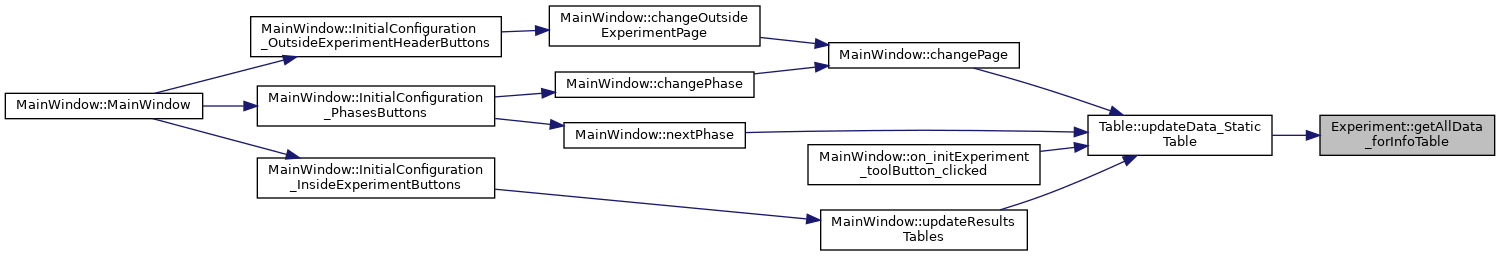 MainWindow::MainWindow
MainWindow::InitialConfiguration
_OutsideExperimentHeaderButtons
MainWindow::InitialConfiguration
_PhasesButtons
MainWindow::InitialConfiguration
_InsideExperimentButtons
MainWindow::changeOutside
ExperimentPage
MainWindow::changePhase
MainWindow::nextPhase
MainWindow::changePage
MainWindow::on_initExperiment
_toolButton_clicked
MainWindow::updateResults
Tables
Table::updateData_Static
Table
Experiment::getAllData
_forInfoTable